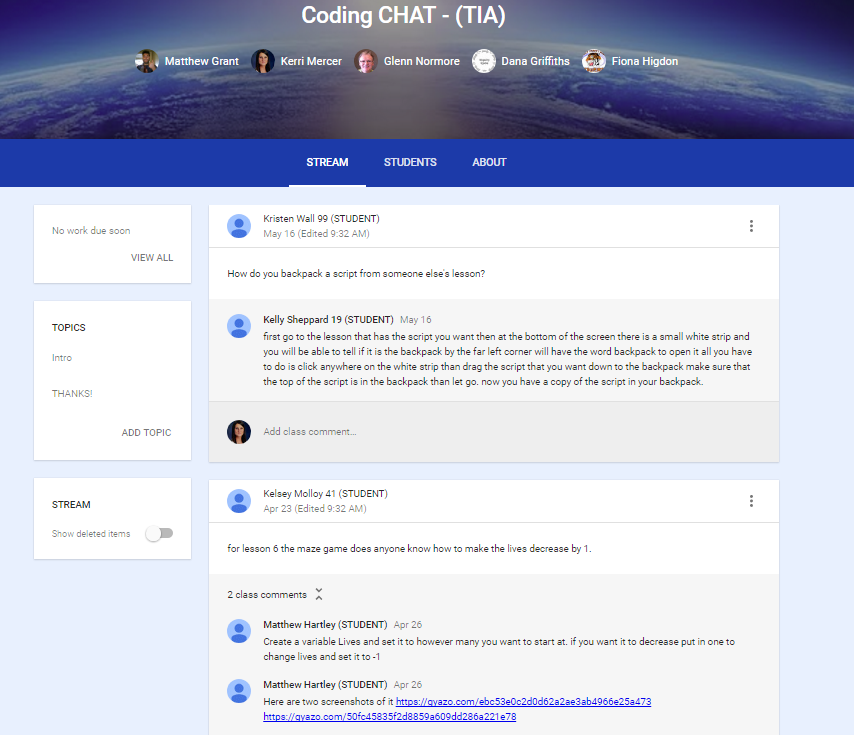 Coding CHAT - (TIA)
Matthew Grant Kerri Mercer Glenn Normore Dana Griffiths Fiona Higdon
STREAM STUDENTS ABOUT
No work due soon
VIEW ALL
TOPICS
Intro
THANKS!
ADD TOPIC
STREAM
Show deleted items
Kristen Wall 99 (STUDENT)
May 16 (Edited 9:32 AM)
How do you backpack a script from someone else's lesson?
Kelly Sheppard 19 (STUDENT) May 16
first go to the lesson that has the script you want then at the bottom of the screen there is a small white strip and
you will be able to tell if it is the backpack by the far left corner will have the word backpack to open it all you have
to do is click anywhere on the white strip than drag the script that you want down to the backpack make sure that
the top of the script is in the backpack than let go. now you have a copy of the script in your backpack.
Add class comment...
Kelsey Molloy 41 (STUDENT)
Apr 23 (Edited 9:32 AM)
for lesson 6 the maze game does anyone know how to make the lives decrease by 1.
2 class comments
Matthew Hartley (STUDENT) Apr 26
Create a variable Lives and set it to however many you want to start at. if you want it to decrease put in one to
change lives and set it to -1
Matthew Hartley (STUDENT) Apr 26
Here are two screenshots of it https://gyazo.com/ebc53e0c2d0d62a2ae3ab4966e25a473
https://gyazo.com/50fc45835f2d8859a609dd286a221e78